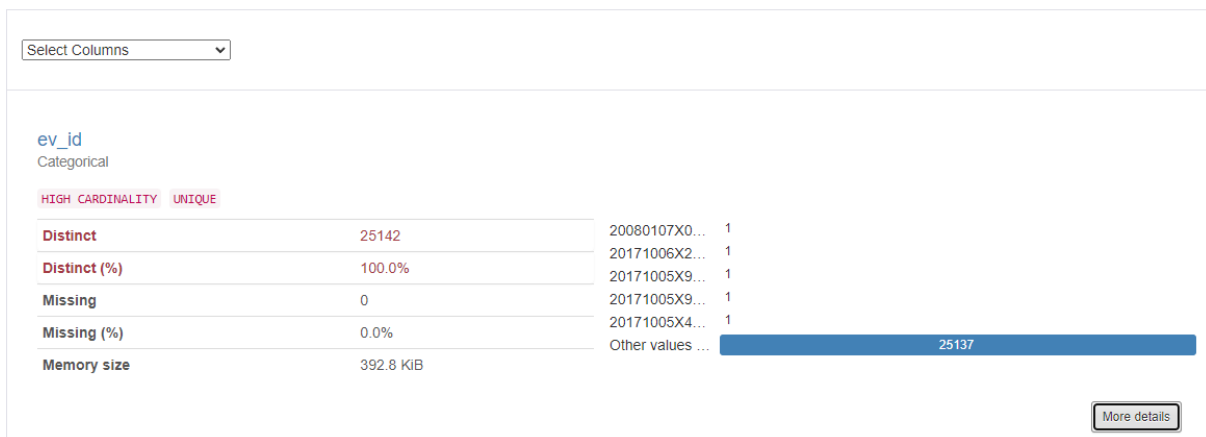 Select Columns
ev_id
Categorical
HIGH CARDINALITY UNIQUE
Distinct 25142
Distinct (%) 100.0%
Missing 0
Missing (%) 0.0%
Memory size 392.8 KiB
20080107X0... 1
20171006X2... 1
20171005X9... 1
20171005X9... 1
20171005X4... 1
Other values ... 25137
More details